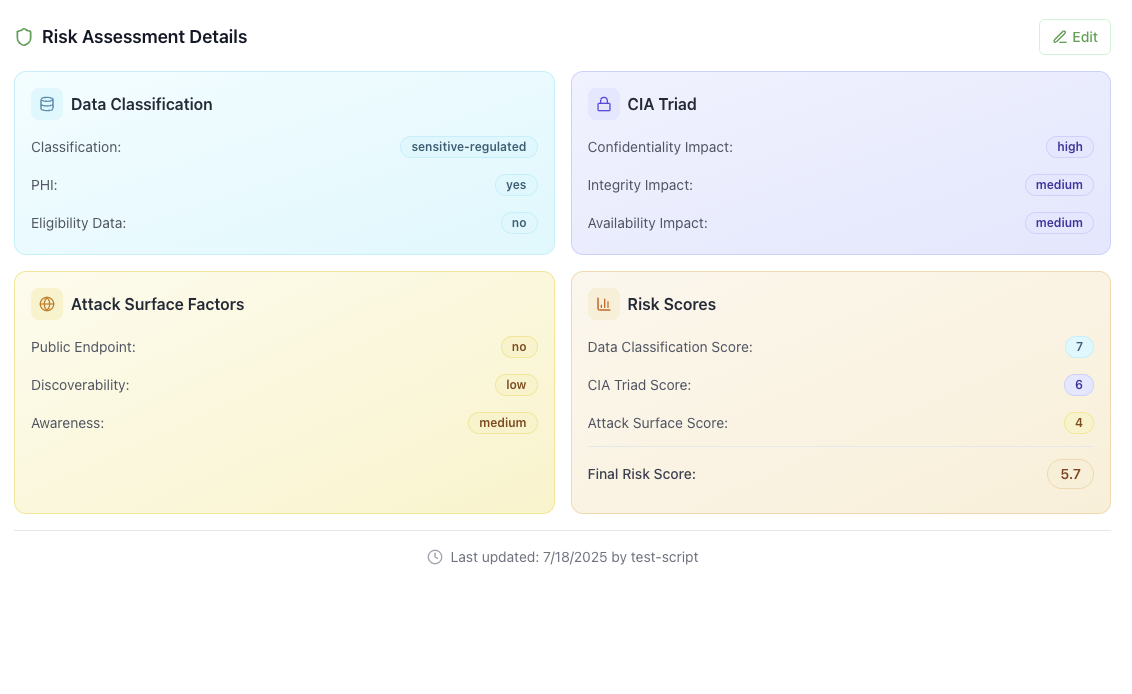 Risk Assessment Details
Edit
Data Classification
Classification: sensitive-regulated
PHI: yes
Eligibility Data: no
CIA Triad
Confidentiality Impact: high
Integrity Impact: medium
Availability Impact: medium
Attack Surface Factors
Public Endpoint: no
Discoverability: low
Awareness: medium
Risk Scores
Data Classification Score: 7
CIA Triad Score: 6
Attack Surface Score: 4
Final Risk Score: 5.7
Last updated: 7/18/2025 by test-script